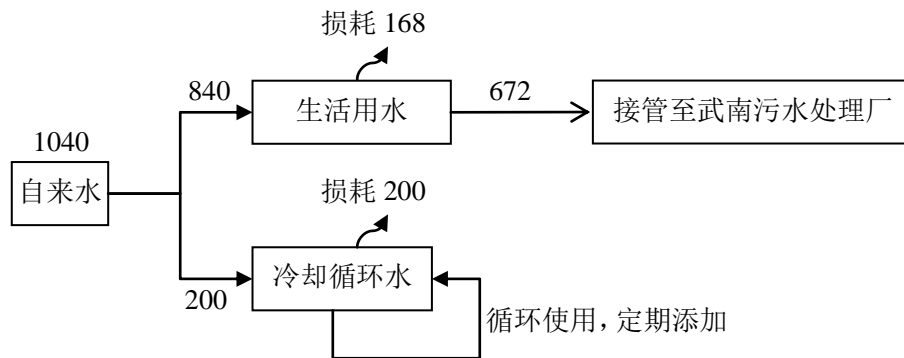 损耗 168
840
生活用水
672
接管至武南污水处理厂
1040
自来水
损耗 200
200
冷却循环水
循环使用，定期添加